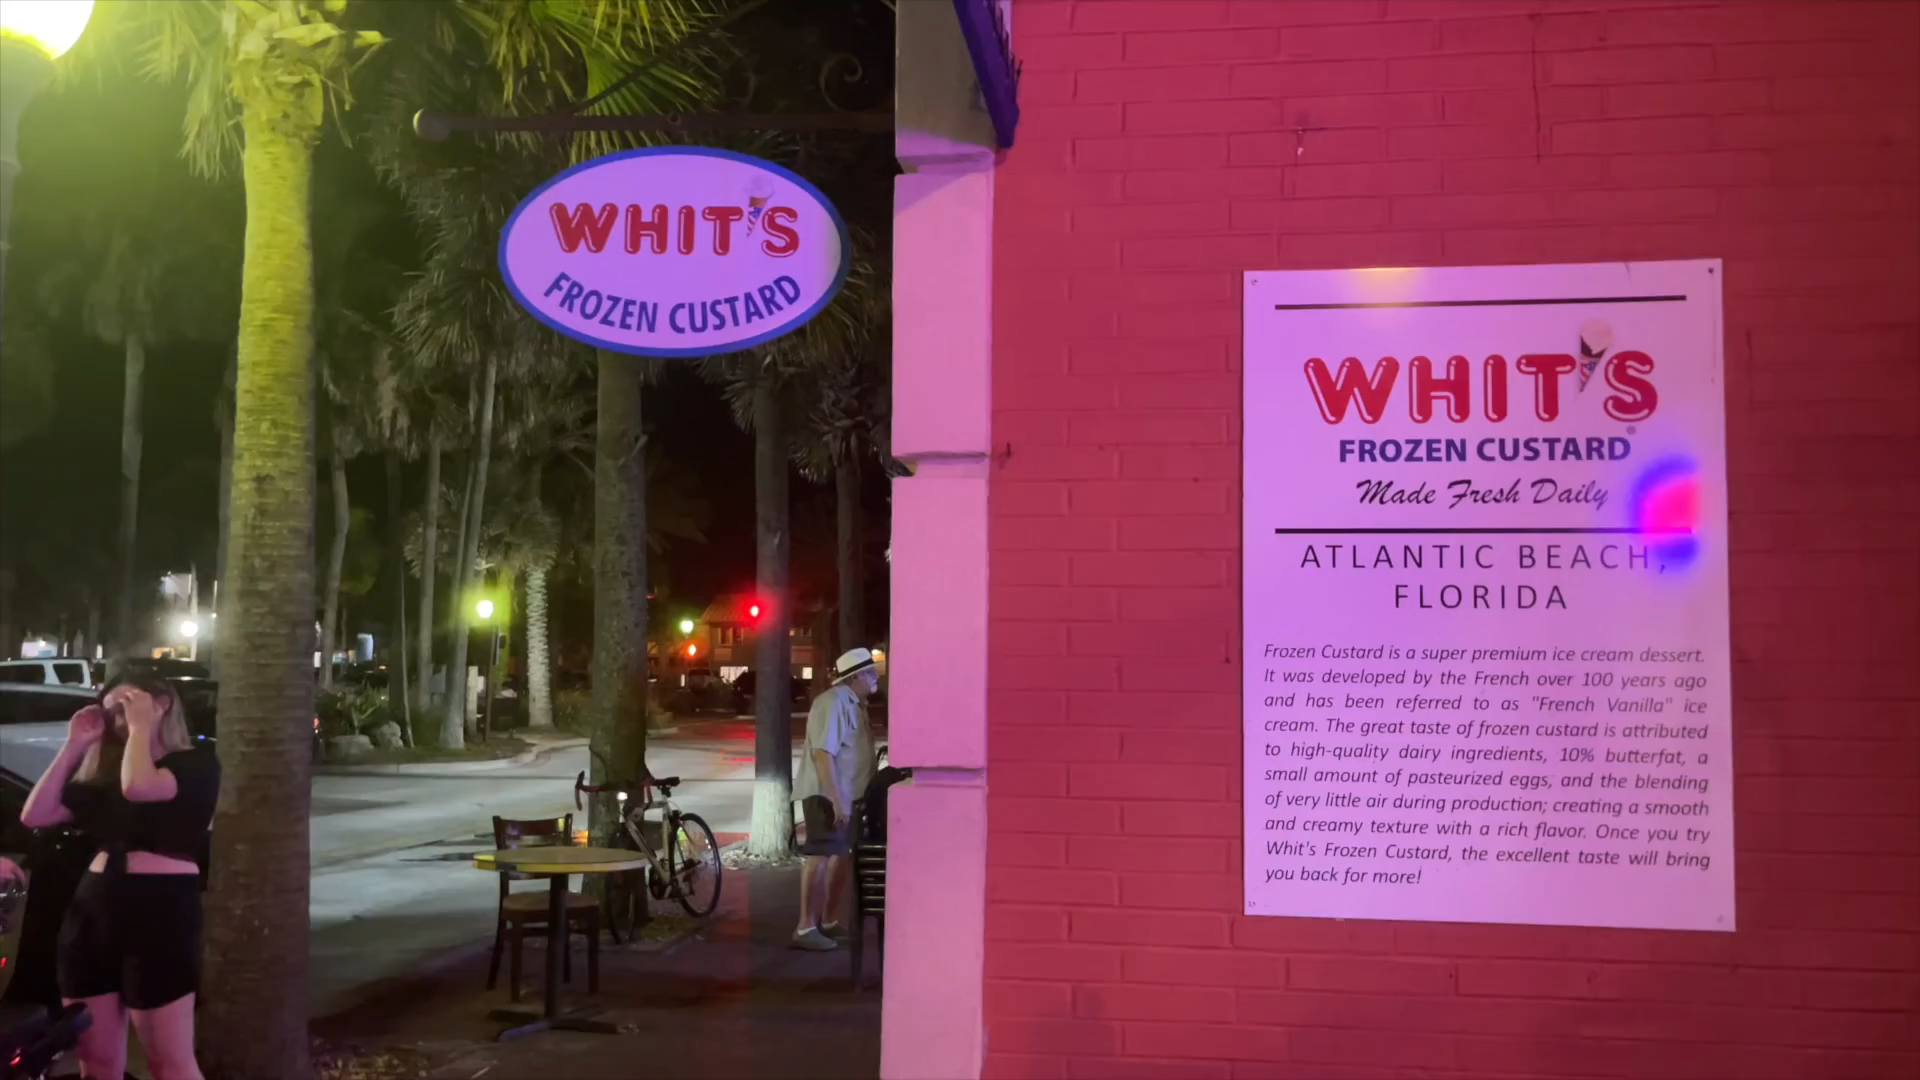 WHIT'S
FROZEN CUSTARD
WHIT'S
FROZEN CUSTARD
Made Fresh Daily
ATLANTIC BEACH,
FLORIDA
Frozen Custard is a super premium ice cream dessert.
It was developed by the French over 100 years ago
and has been referred to as "French Vanilla" ice
cream. The great taste of frozen custard is attributed
to high-quality dairy ingredients, 10% butterfat, a
small amount of pasteurized eggs, and the blending
of very little air during production; creating a smooth
and creamy texture with a rich flavor. Once you try
Whit's Frozen Custard, the excellent taste will bring
you back for more!